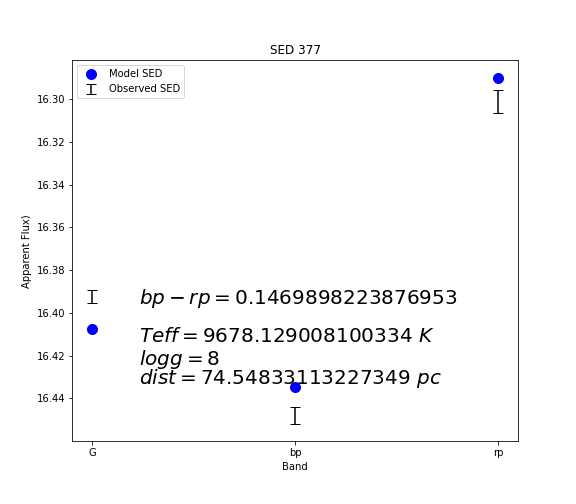 SED 377
Model SED
Observed SED
16.30
16.32
16.34
16.36
16.38
16.40
16.42
16.44
Apparent Flux)
bp − rp = 0.1469898223876953
Teff = 9678.129008100334 K
logg = 8
dist = 74.54833113227349 pc
G
bp
rp
Band